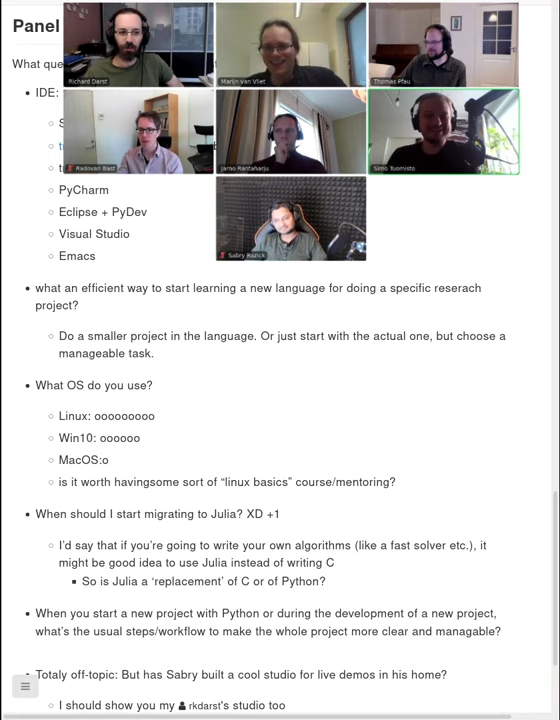 Panel
Richard Darst
Marijn van Vliet
Thomas Pfau
What que
IDE:
Radovan Bast
Jarno Rantaharju
Simo Tuomisto
PyCharm
Eclipse + PyDev
Visual Studio
Emacs
Sabry Razick
what an efficient way to start learning a new language for doing a specific reserach
project?
Do a smaller project in the language. Or just start with the actual one, but choose a
manageable task.
What OS do you use?
Linux: ooooooooo
Win10: oooooo
MacOS:o
is it worth havingsome sort of “linux basics” course/mentoring?
When should I start migrating to Julia? XD +1
I’d say that if you’re going to write your own algorithms (like a fast solver etc.), it
might be good idea to use Julia instead of writing C
So is Julia a ‘replacement’ of C or of Python?
When you start a new project with Python or during the development of a new project,
what’s the usual steps/workflow to make the whole project more clear and managable?
Totaly off-topic: But has Sabry built a cool studio for live demos in his home?
I should show you my rkdarst's studio too